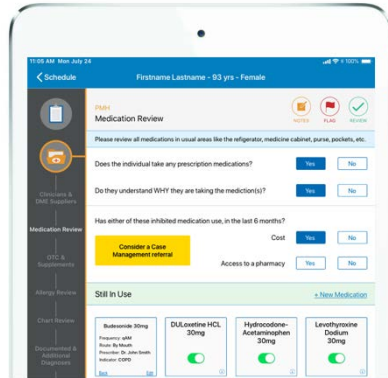 11:05 AM Mon July 24
100%
< Schedule
Firstname Lastname - 93 yrs - Female
PMH
Medication Review
NOTES
FLAG
REVIEW
Please review all medications in usual areas like the refigerator, medicine cabinet, purse, pockets, etc.
Does the individual take any prescription medications?
Yes
No
Do they understand WHY they are taking the mediction(s)?
Yes
No
Clinicians &
DME Suppliers
Medication Review
OTC &
Supplements
Allergy Review
Chart Review
Documented &
Additional
Diagnoses
Has either of these inhibited medication use, in the last 6 months?
Consider a Case
Management referral
Cost
Yes
No
Access to a pharmacy
Yes
No
Still In Use
+ New Medication
Budesonide 30mg
Frequency: qAM
Route: By Mouth
Prescriber: Dr. John Smith
Indicator: COPD
Back
Edit
DULoxetine HCL
30mg
Hydrocodone-
Acetaminophen
30mg
Levothyroxine
Dodium
30mg